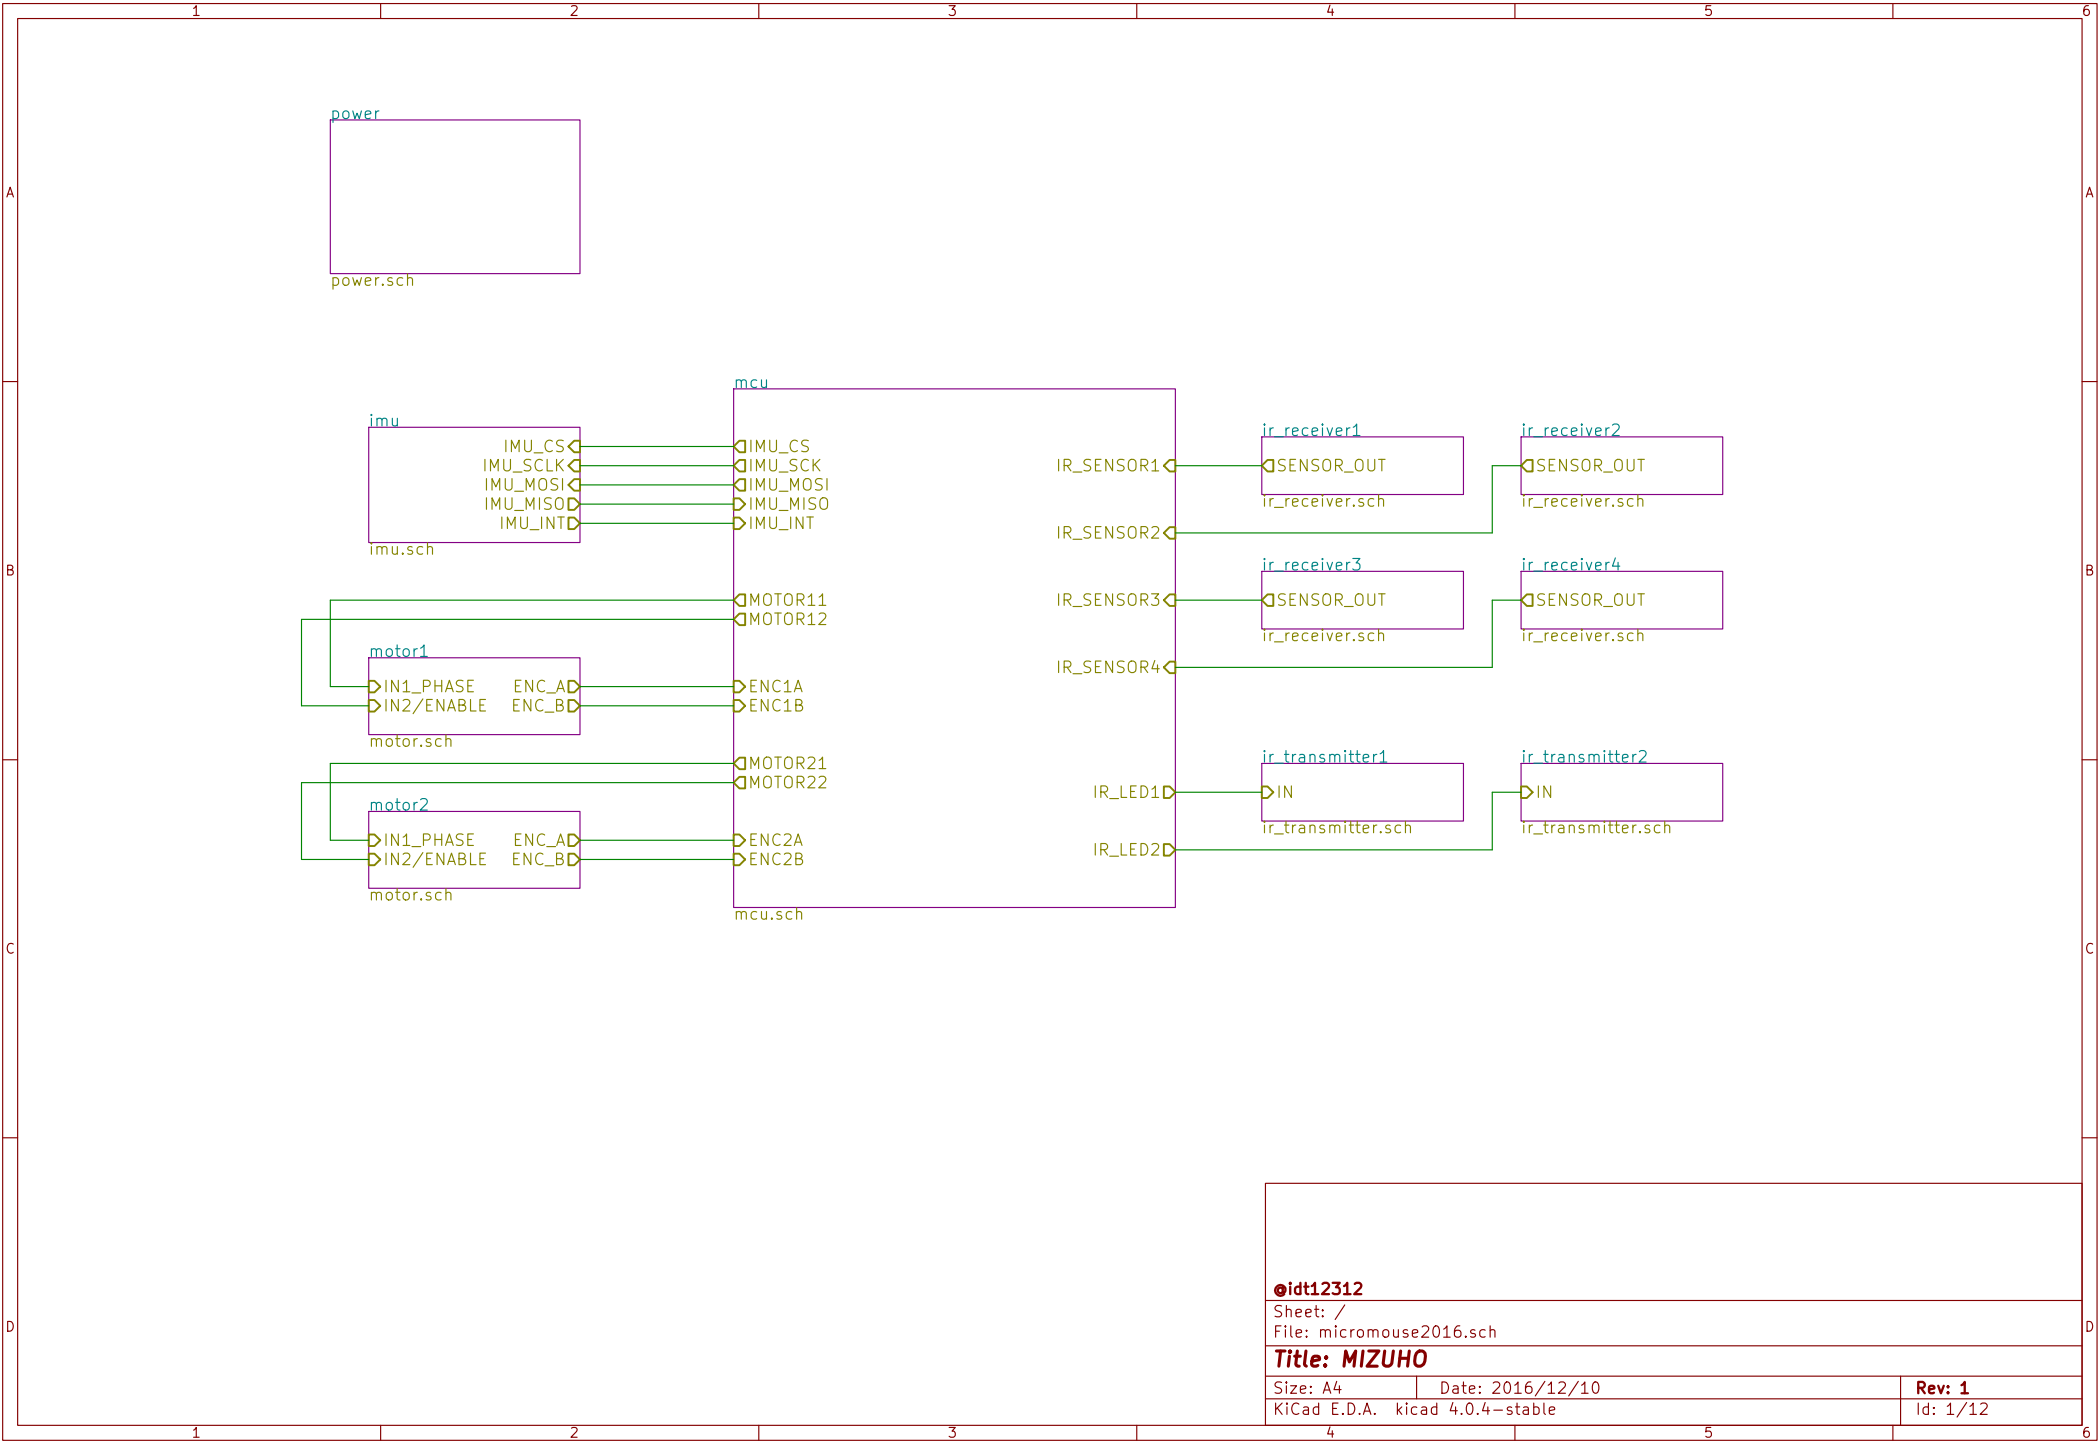 1 2 3 4 5 6
A A
power
power.sch
mcu
imu
IMU_CS
IMU_SCLK
IMU_MOSI
IMU_MISO
IMU_INT
imu.sch
IMU_CS
IMU_SCK
IMU_MOSI
IMU_MISO
IMU_INT
IR_SENSOR1
IR_SENSOR2
IR_SENSOR3
IR_SENSOR4
ir_receiver1
SENSOR_OUT
ir_receiver.sch
ir_receiver2
SENSOR_OUT
ir_receiver.sch
B B
ir_receiver3
SENSOR_OUT
ir_receiver.sch
ir_receiver4
SENSOR_OUT
ir_receiver.sch
MOTOR11
MOTOR12
motor1
IN1_PHASE ENC_A
IN2/ENABLE ENC_B
motor.sch
ENC1A
ENC1B
MOTOR21
MOTOR22
motor2
IN1_PHASE ENC_A
IN2/ENABLE ENC_B
motor.sch
ENC2A
ENC2B
IR_LED1
IR_LED2
ir_transmitter1
IN
ir_transmitter.sch
ir_transmitter2
IN
ir_transmitter.sch
mcu.sch
C C
@idt12312
Sheet: /
File: micromouse2016.sch
D D
Title: MIZUHO
Size: A4 Date: 2016/12/10 Rev: 1
KiCad E.D.A. kicad 4.0.4-stable Id: 1/12
1 2 3 4 5 6